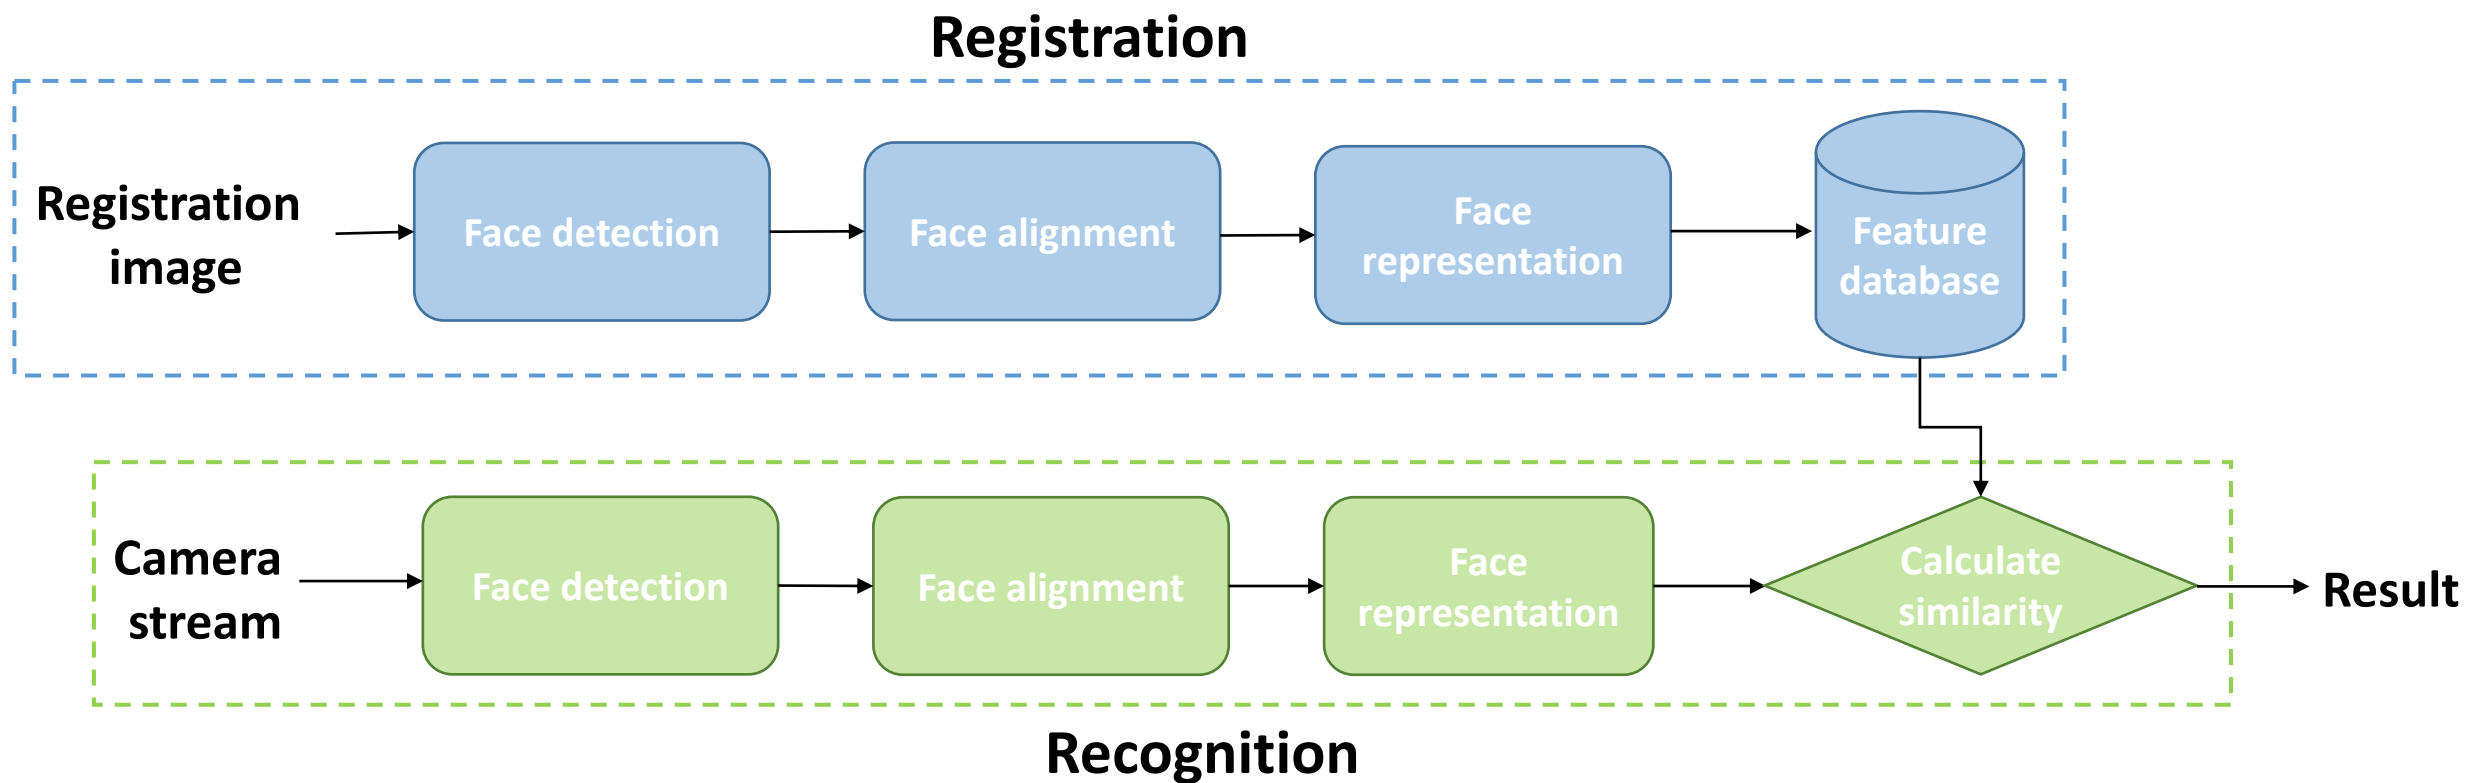 Registration
Registration
image
Face detection
Face alignment
Face
representation
Feature
database
Camera
stream
Face detection
Face alignment
Face
representation
Calculate
similarity
Result
Recognition